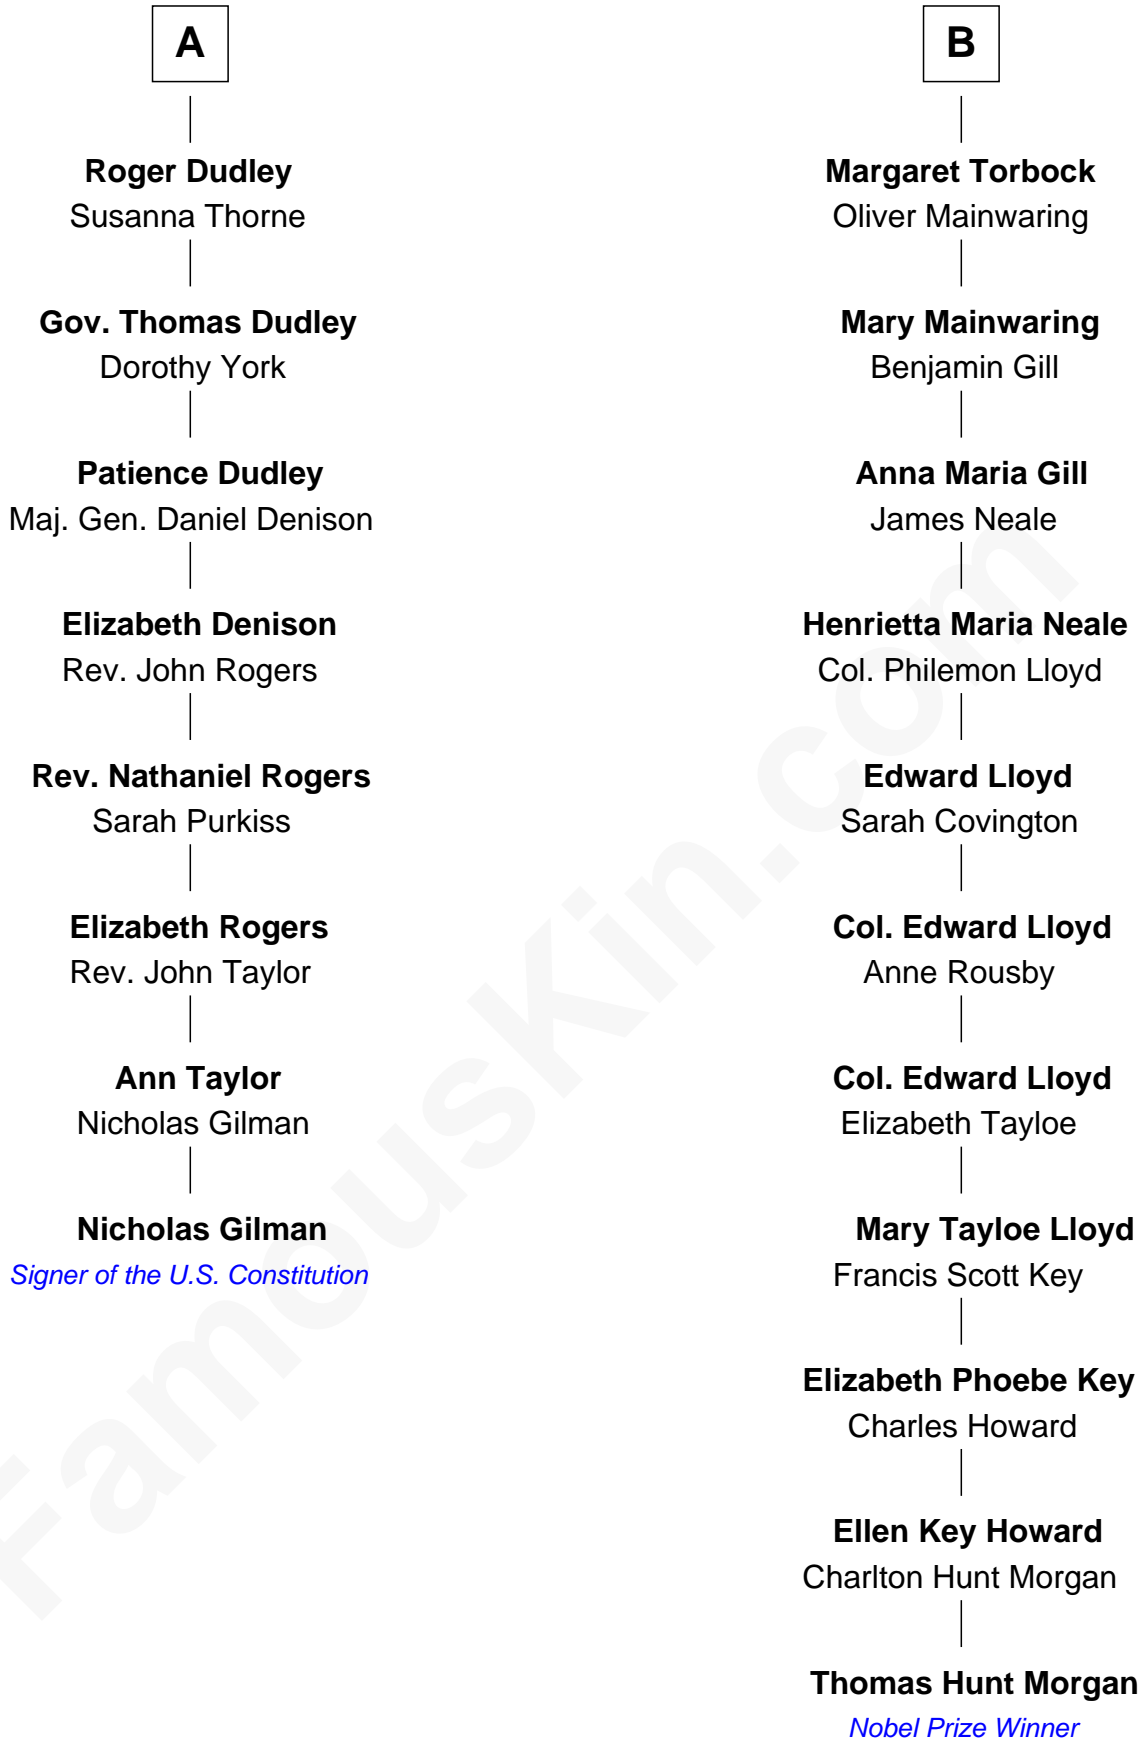 A
Roger Dudley
Susanna Thorne
Gov. Thomas Dudley
Dorothy York
Patience Dudley
Maj. Gen. Daniel Denison
Elizabeth Denison
Rev. John Rogers
Rev. Nathaniel Rogers
Sarah Purkiss
Elizabeth Rogers
Rev. John Taylor
Ann Taylor
Nicholas Gilman
Nicholas Gilman
Signer of the U.S. Constitution
B
Margaret Torbock
Oliver Mainwaring
Mary Mainwaring
Benjamin Gill
Anna Maria Gill
James Neale
Henrietta Maria Neale
Col. Philemon Lloyd
Edward Lloyd
Sarah Covington
Col. Edward Lloyd
Anne Rousby
Col. Edward Lloyd
Elizabeth Tayloe
Mary Tayloe Lloyd
Francis Scott Key
Elizabeth Phoebe Key
Charles Howard
Ellen Key Howard
Charlton Hunt Morgan
Thomas Hunt Morgan
Nobel Prize Winner
FamousKin.com